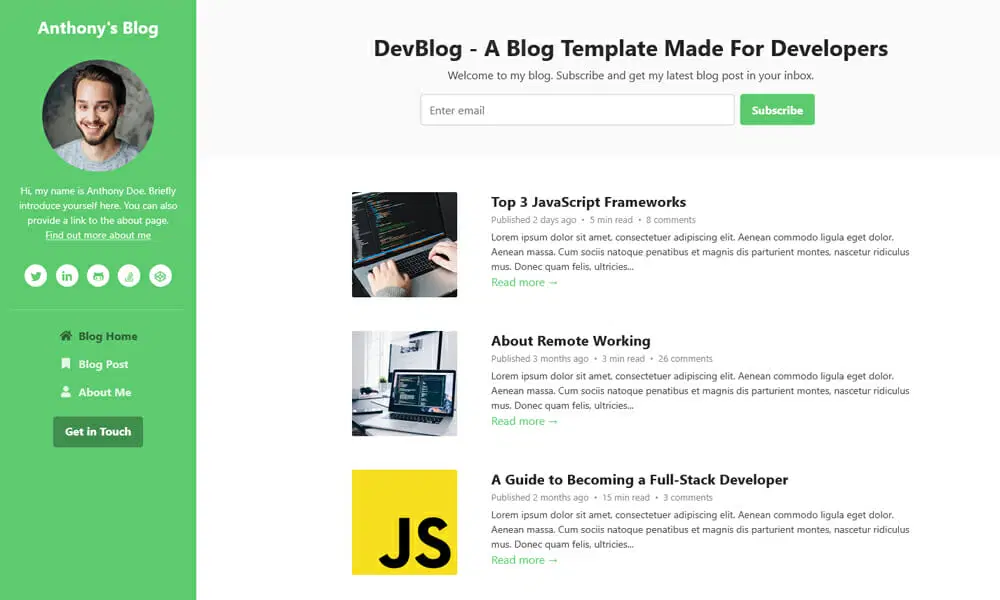 Anthony's Blog
Hi, my name is Anthony Doe. Briefly
introduce yourself here. You can also
provide a link to the about page.
Find out more about me
Blog Home
Blog Post
About Me
Get in Touch
DevBlog - A Blog Template Made For Developers
Welcome to my blog. Subscribe and get my latest blog post in your inbox.
Enter email
Subscribe
Top 3 JavaScript Frameworks
Published 2 days ago • 5 min read • 8 comments
Lorem ipsum dolor sit amet, consectetuer adipiscing elit. Aenean commodo ligula eget dolor.
Aenean massa. Cum sociis natoque penatibus et magnis dis parturient montes, nascetur ridiculus
mus. Donec quam felis, ultricies...
Read more →
About Remote Working
Published 3 months ago • 3 min read • 26 comments
Lorem ipsum dolor sit amet, consectetuer adipiscing elit. Aenean commodo ligula eget dolor.
Aenean massa. Cum sociis natoque penatibus et magnis dis parturient montes, nascetur ridiculus
mus. Donec quam felis, ultricies...
Read more →
JS
A Guide to Becoming a Full-Stack Developer
Published 2 months ago • 15 min read • 3 comments
Lorem ipsum dolor sit amet, consectetuer adipiscing elit. Aenean commodo ligula eget dolor.
Aenean massa. Cum sociis natoque penatibus et magnis dis parturient montes, nascetur ridiculus
mus. Donec quam felis, ultricies...
Read more →